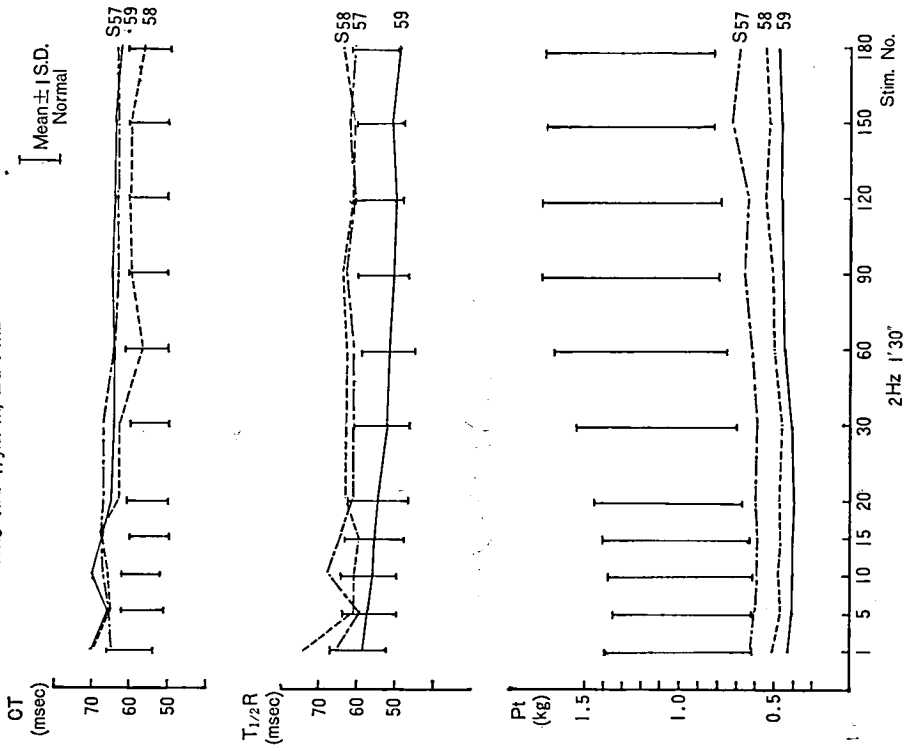 Mean ± 1 S.D.
Normal
CT
(msec)
70
60
50
S57
59
58
T1/2R
(msec)
70
60
50
S58
57
59
Pt
(kg)
1.5
1.0
0.5
S57
58
59
1 5 10 15 20 30 60 90 120 150 180
Stim. No.
2Hz 1'30"